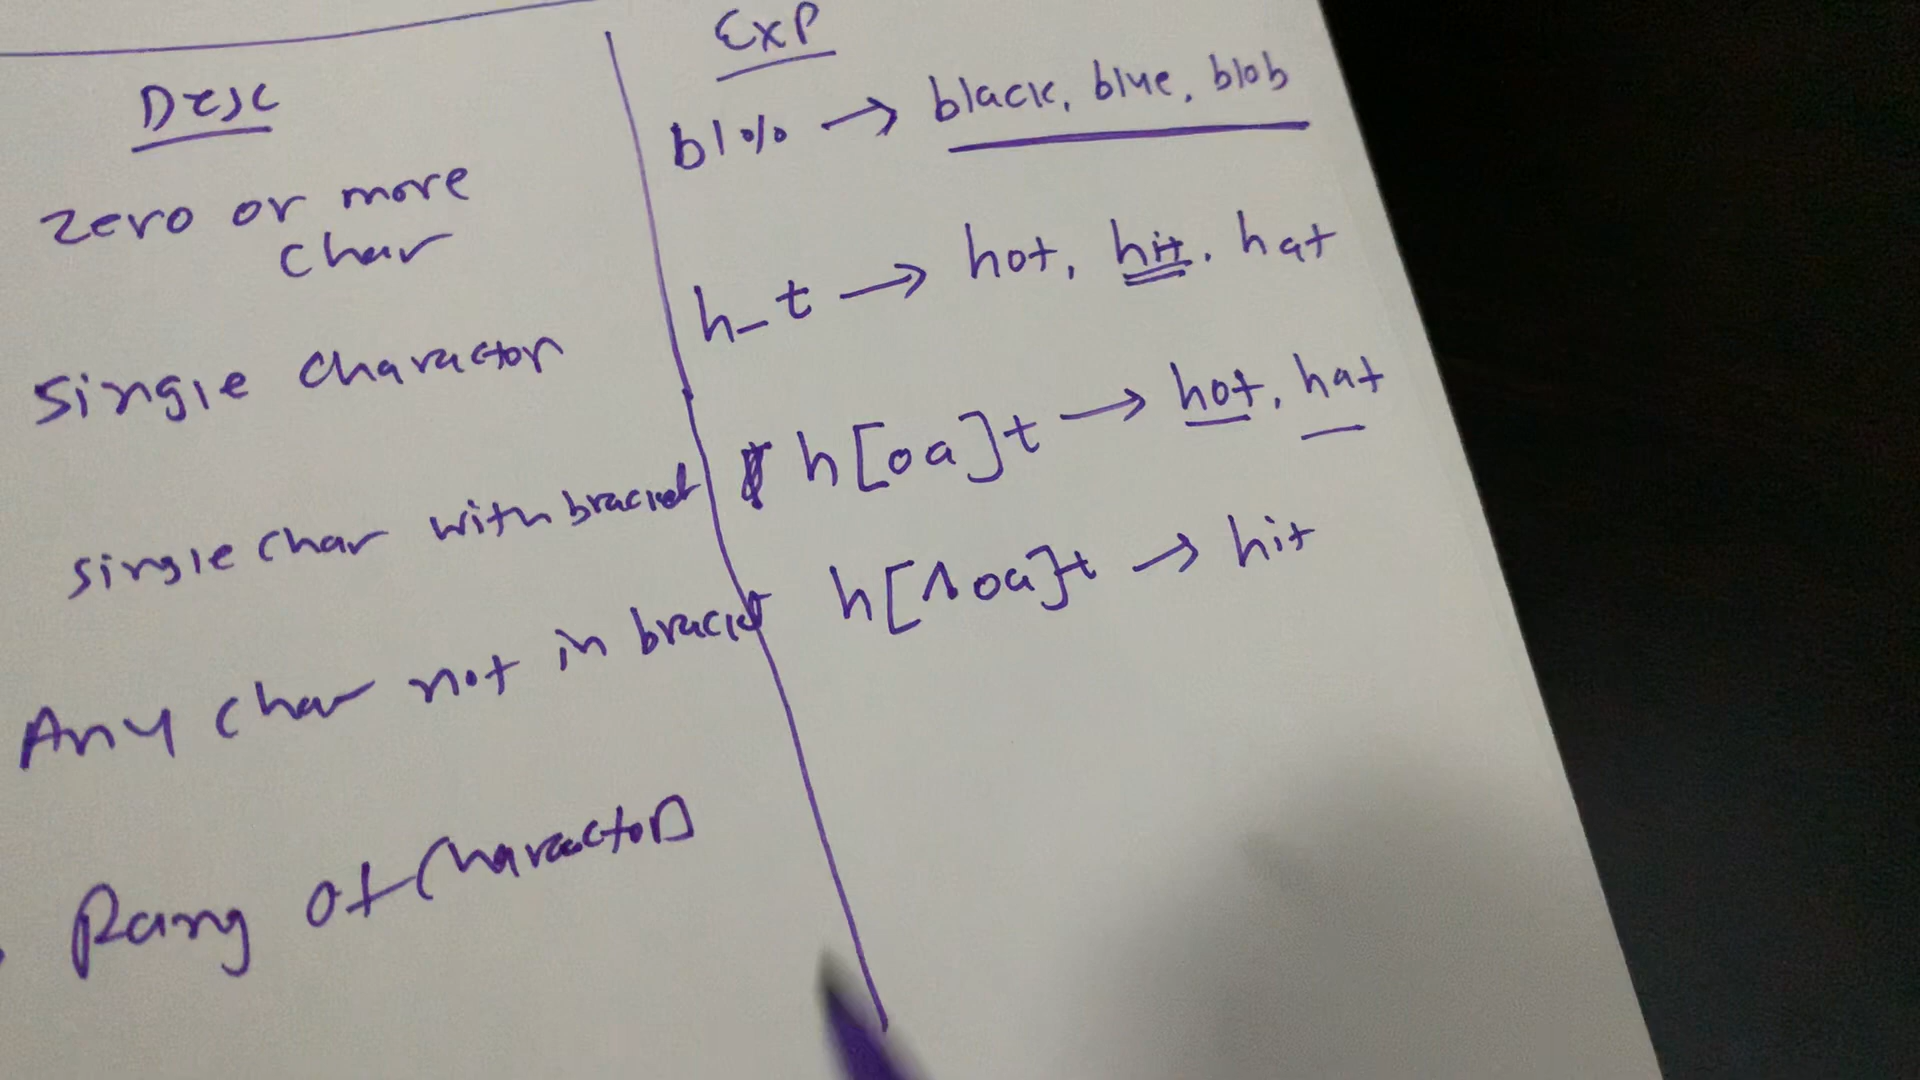 Desc
Exp
zero or more
char
bl% → black, blue, blob
single charactor
h_t → hot, hit, hat
single char with bracket
h[oa]t → hot, hat
Any char not in bracket
h[^oa]t → hit
Rang of charactor